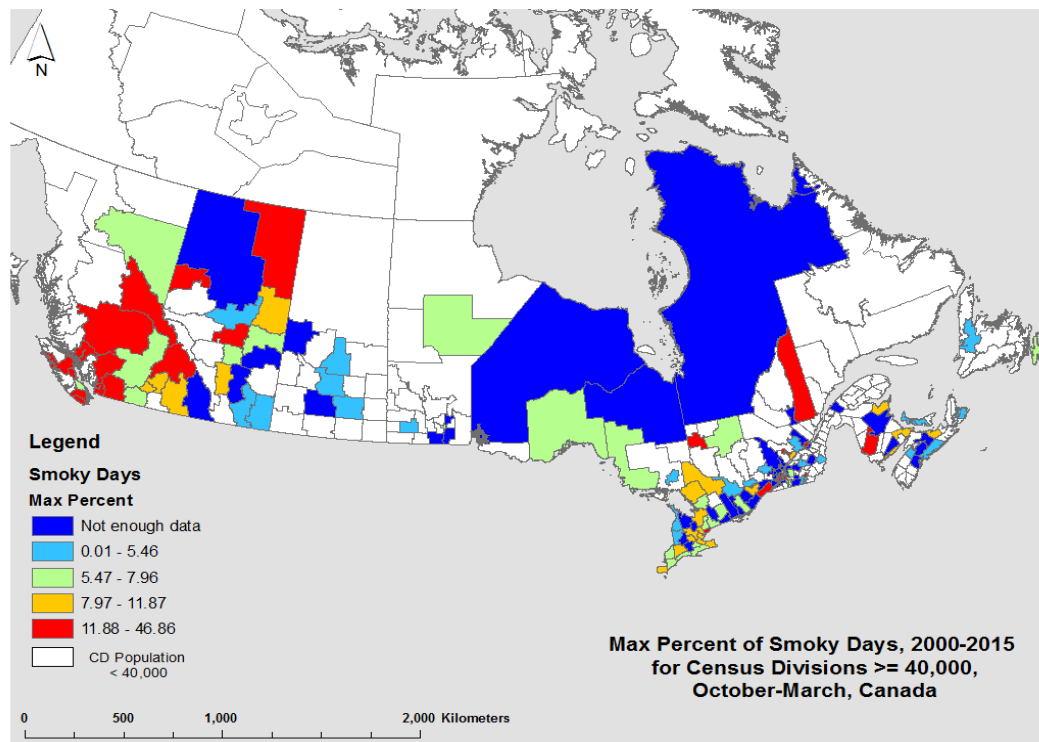 N
Legend
Smoky Days
Max Percent
Not enough data
0.01 - 5.46
5.47 - 7.96
7.97 - 11.87
11.88 - 46.86
CD Population
< 40,000
Max Percent of Smoky Days, 2000-2015
for Census Divisions >= 40,000,
October-March, Canada
0 500 1,000 2,000 Kilometers